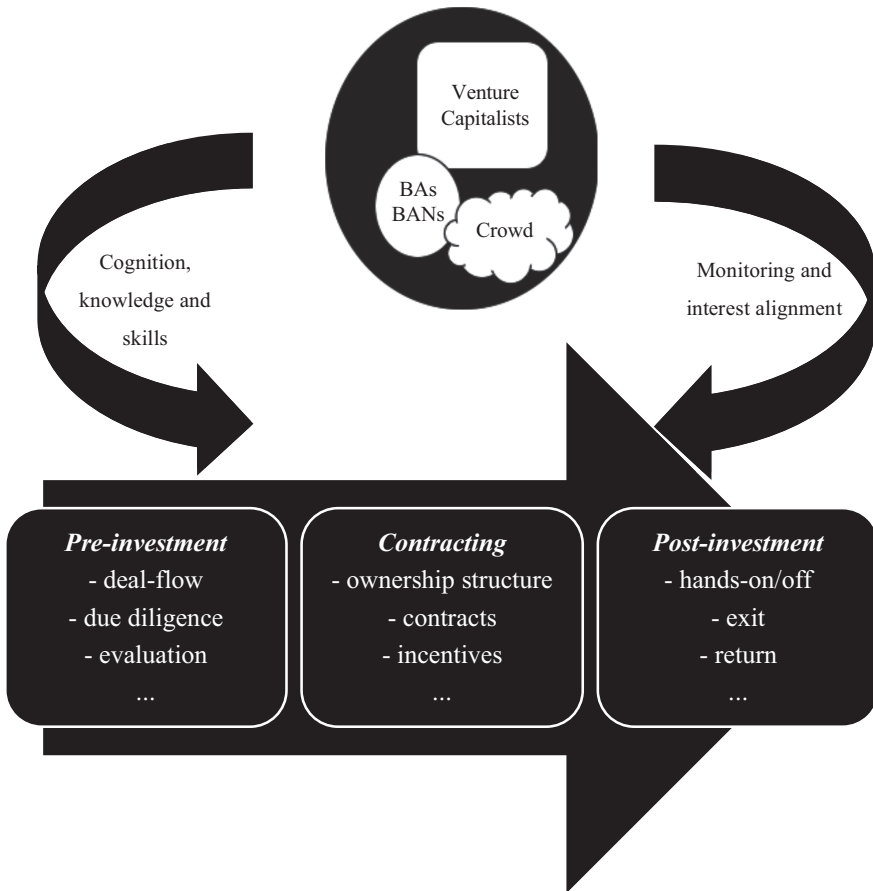 Venture
Capitalists
BAs
BANs
Crowd
Cognition,
knowledge and
skills
Monitoring and
interest alignment
Pre-investment
- deal-flow
- due diligence
- evaluation
...
Contracting
- ownership structure
- contracts
- incentives
...
Post-investment
- hands-on/off
- exit
- return
...